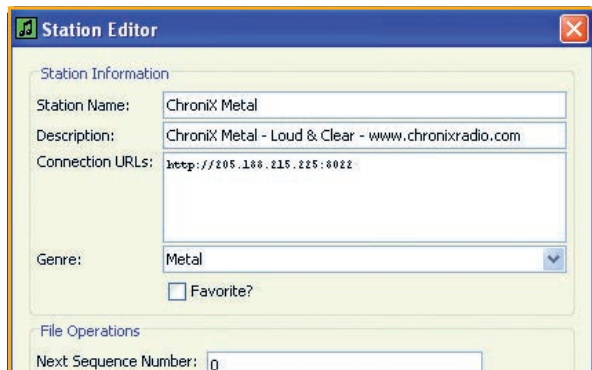 Station Editor
Station Information
Station Name: ChroniX Metal
Description: ChroniX Metal - Loud & Clear - www.chronixradio.com
Connection URLs: http://205.188.215.225:8022
Genre: Metal
Favorite?
File Operations
Next Sequence Number: 0